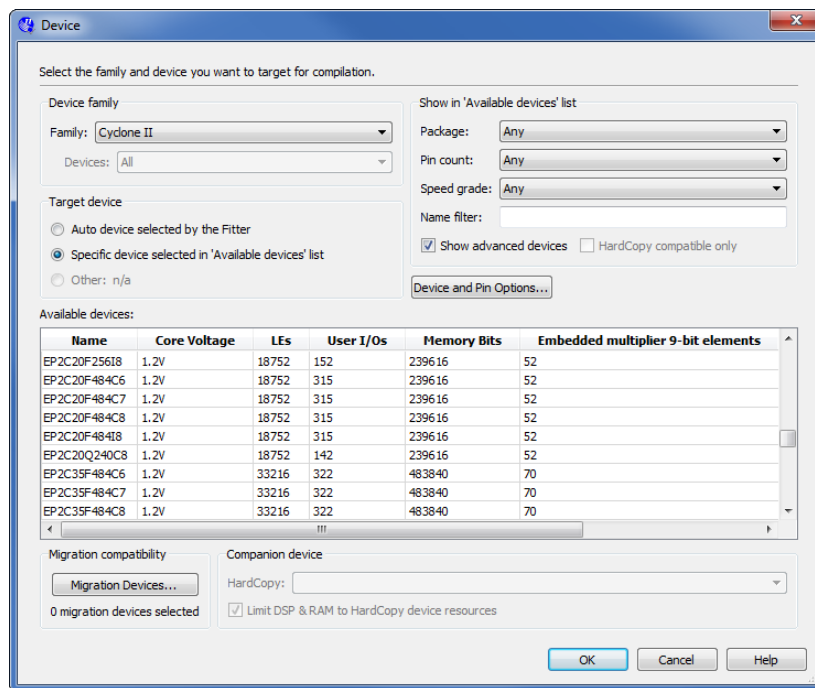 Device
Select the family and device you want to target for compilation.
Device family
Family: Cyclone II
Devices: All
Target device
Auto device selected by the Fitter
Specific device selected in 'Available devices' list
Other: n/a
Show in 'Available devices' list
Package: Any
Pin count: Any
Speed grade: Any
Name filter:
Show advanced devices HardCopy compatible only
Device and Pin Options...
Available devices:
Name Core Voltage LEs User I/Os Memory Bits Embedded multiplier 9-bit elements
EP2C20F256I8 1.2V 18752 152 239616 52
EP2C20F484C6 1.2V 18752 315 239616 52
EP2C20F484C7 1.2V 18752 315 239616 52
EP2C20F484C8 1.2V 18752 315 239616 52
EP2C20F484I8 1.2V 18752 315 239616 52
EP2C20Q240C8 1.2V 18752 142 239616 52
EP2C35F484C6 1.2V 33216 322 483840 70
EP2C35F484C7 1.2V 33216 322 483840 70
EP2C35F484C8 1.2V 33216 322 483840 70
Migration compatibility
Migration Devices...
0 migration devices selected
Companion device
HardCopy:
Limit DSP & RAM to HardCopy device resources
OK Cancel Help